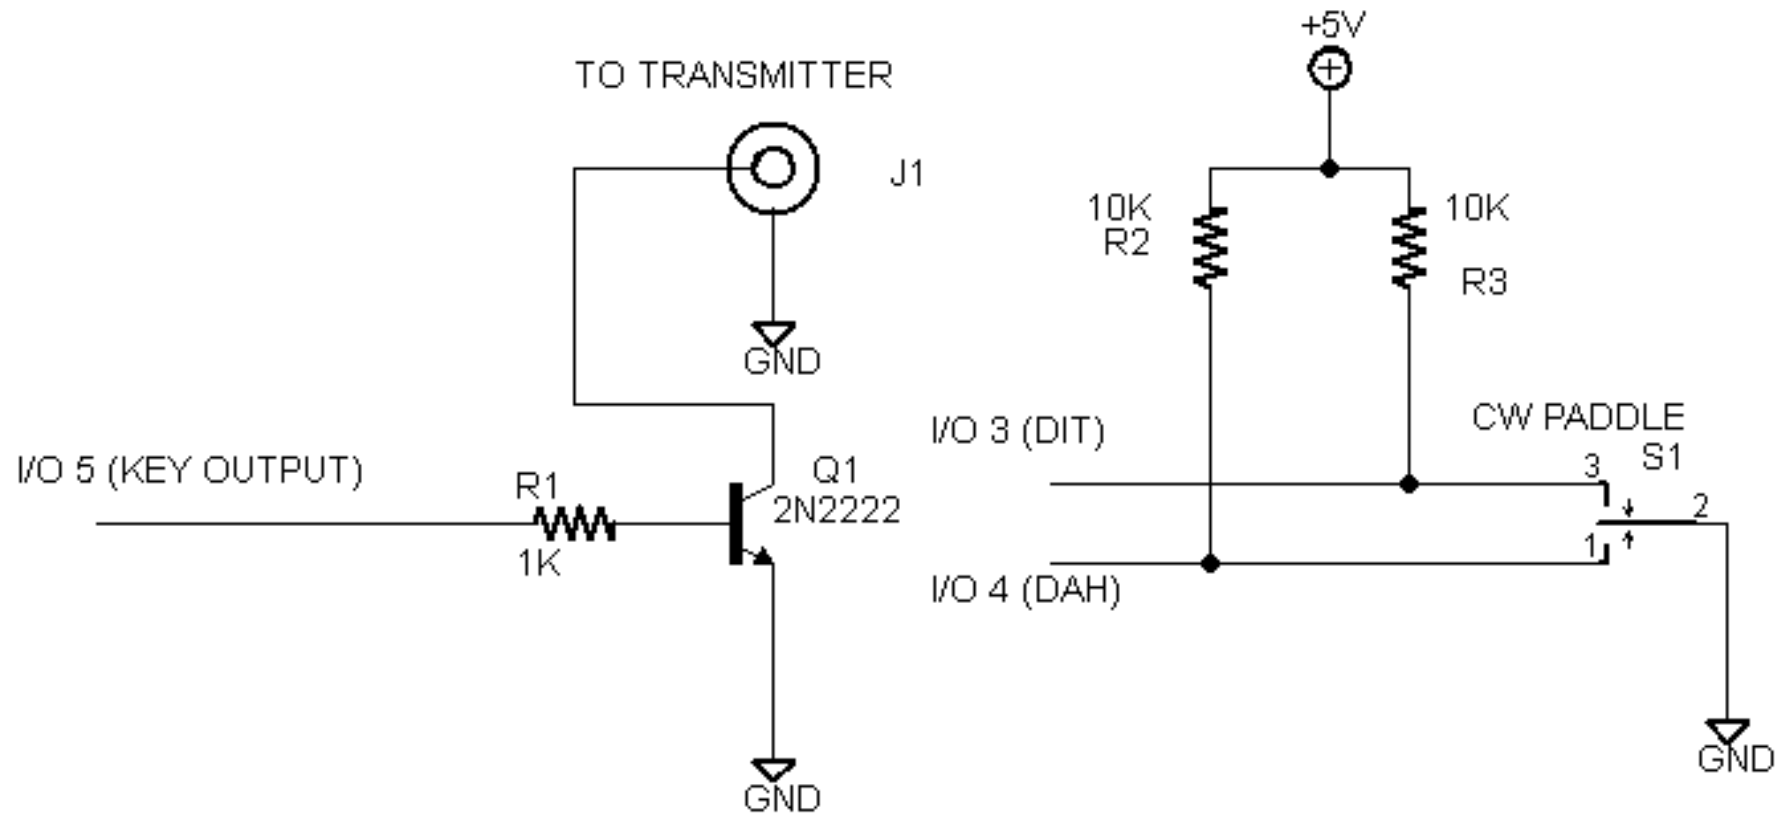 +5V
TO TRANSMITTER
J1
10K
R2
10K
R3
GND
I/O 3 (DIT)
CW PADDLE
S1
I/O 5 (KEY OUTPUT)
R1
1K
Q1
2N2222
3
2
1
I/O 4 (DAH)
GND
GND